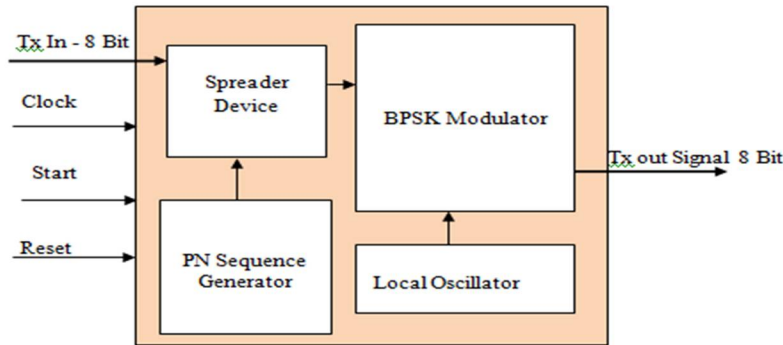 Tx In - 8 Bit
Spreader
Device
Clock
BPSK Modulator
Tx out Signal 8 Bit
Start
Reset
PN Sequence
Generator
Local Oscillator